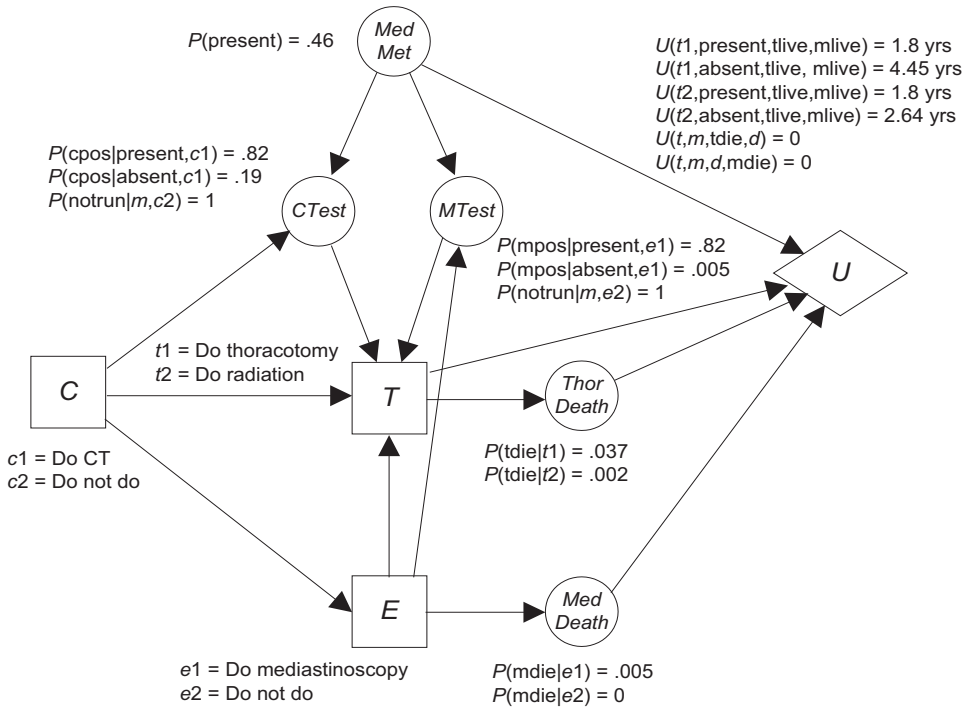 Med
Met
P(present) = .46
U(t1,present,tlive,mlive) = 1.8 yrs
U(t1,absent,tlive, mlive) = 4.45 yrs
U(t2,present,tlive,mlive) = 1.8 yrs
U(t2,absent,tlive,mlive) = 2.64 yrs
U(t,m,tdie,d) = 0
U(t,m,d,mdie) = 0
P(cpos|present,c1) = .82
P(cpos|absent,c1) = .19
P(notrun|m,c2) = 1
CTest
MTest
P(mpos|present,e1) = .82
P(mpos|absent,e1) = .005
P(notrun|m,e2) = 1
U
t1 = Do thoracotomy
t2 = Do radiation
C
T
Thor
Death
c1 = Do CT
c2 = Do not do
P(tdie|t1) = .037
P(tdie|t2) = .002
E
Med
Death
e1 = Do mediastinoscopy
e2 = Do not do
P(mdie|e1) = .005
P(mdie|e2) = 0